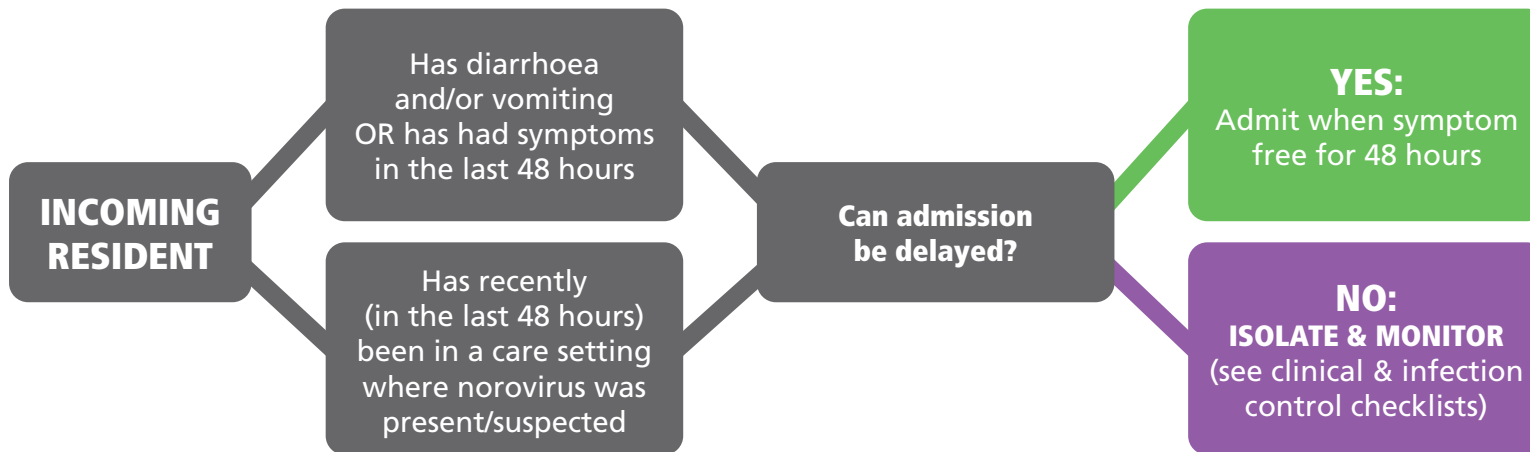 INCOMING
RESIDENT
Has diarrhoea
and/or vomiting
OR has had symptoms
in the last 48 hours
Has recently
(in the last 48 hours)
been in a care setting
where norovirus was
present/suspected
Can admission
be delayed?
YES:
Admit when symptom
free for 48 hours
NO:
ISOLATE & MONITOR
(see clinical & infection
control checklists)